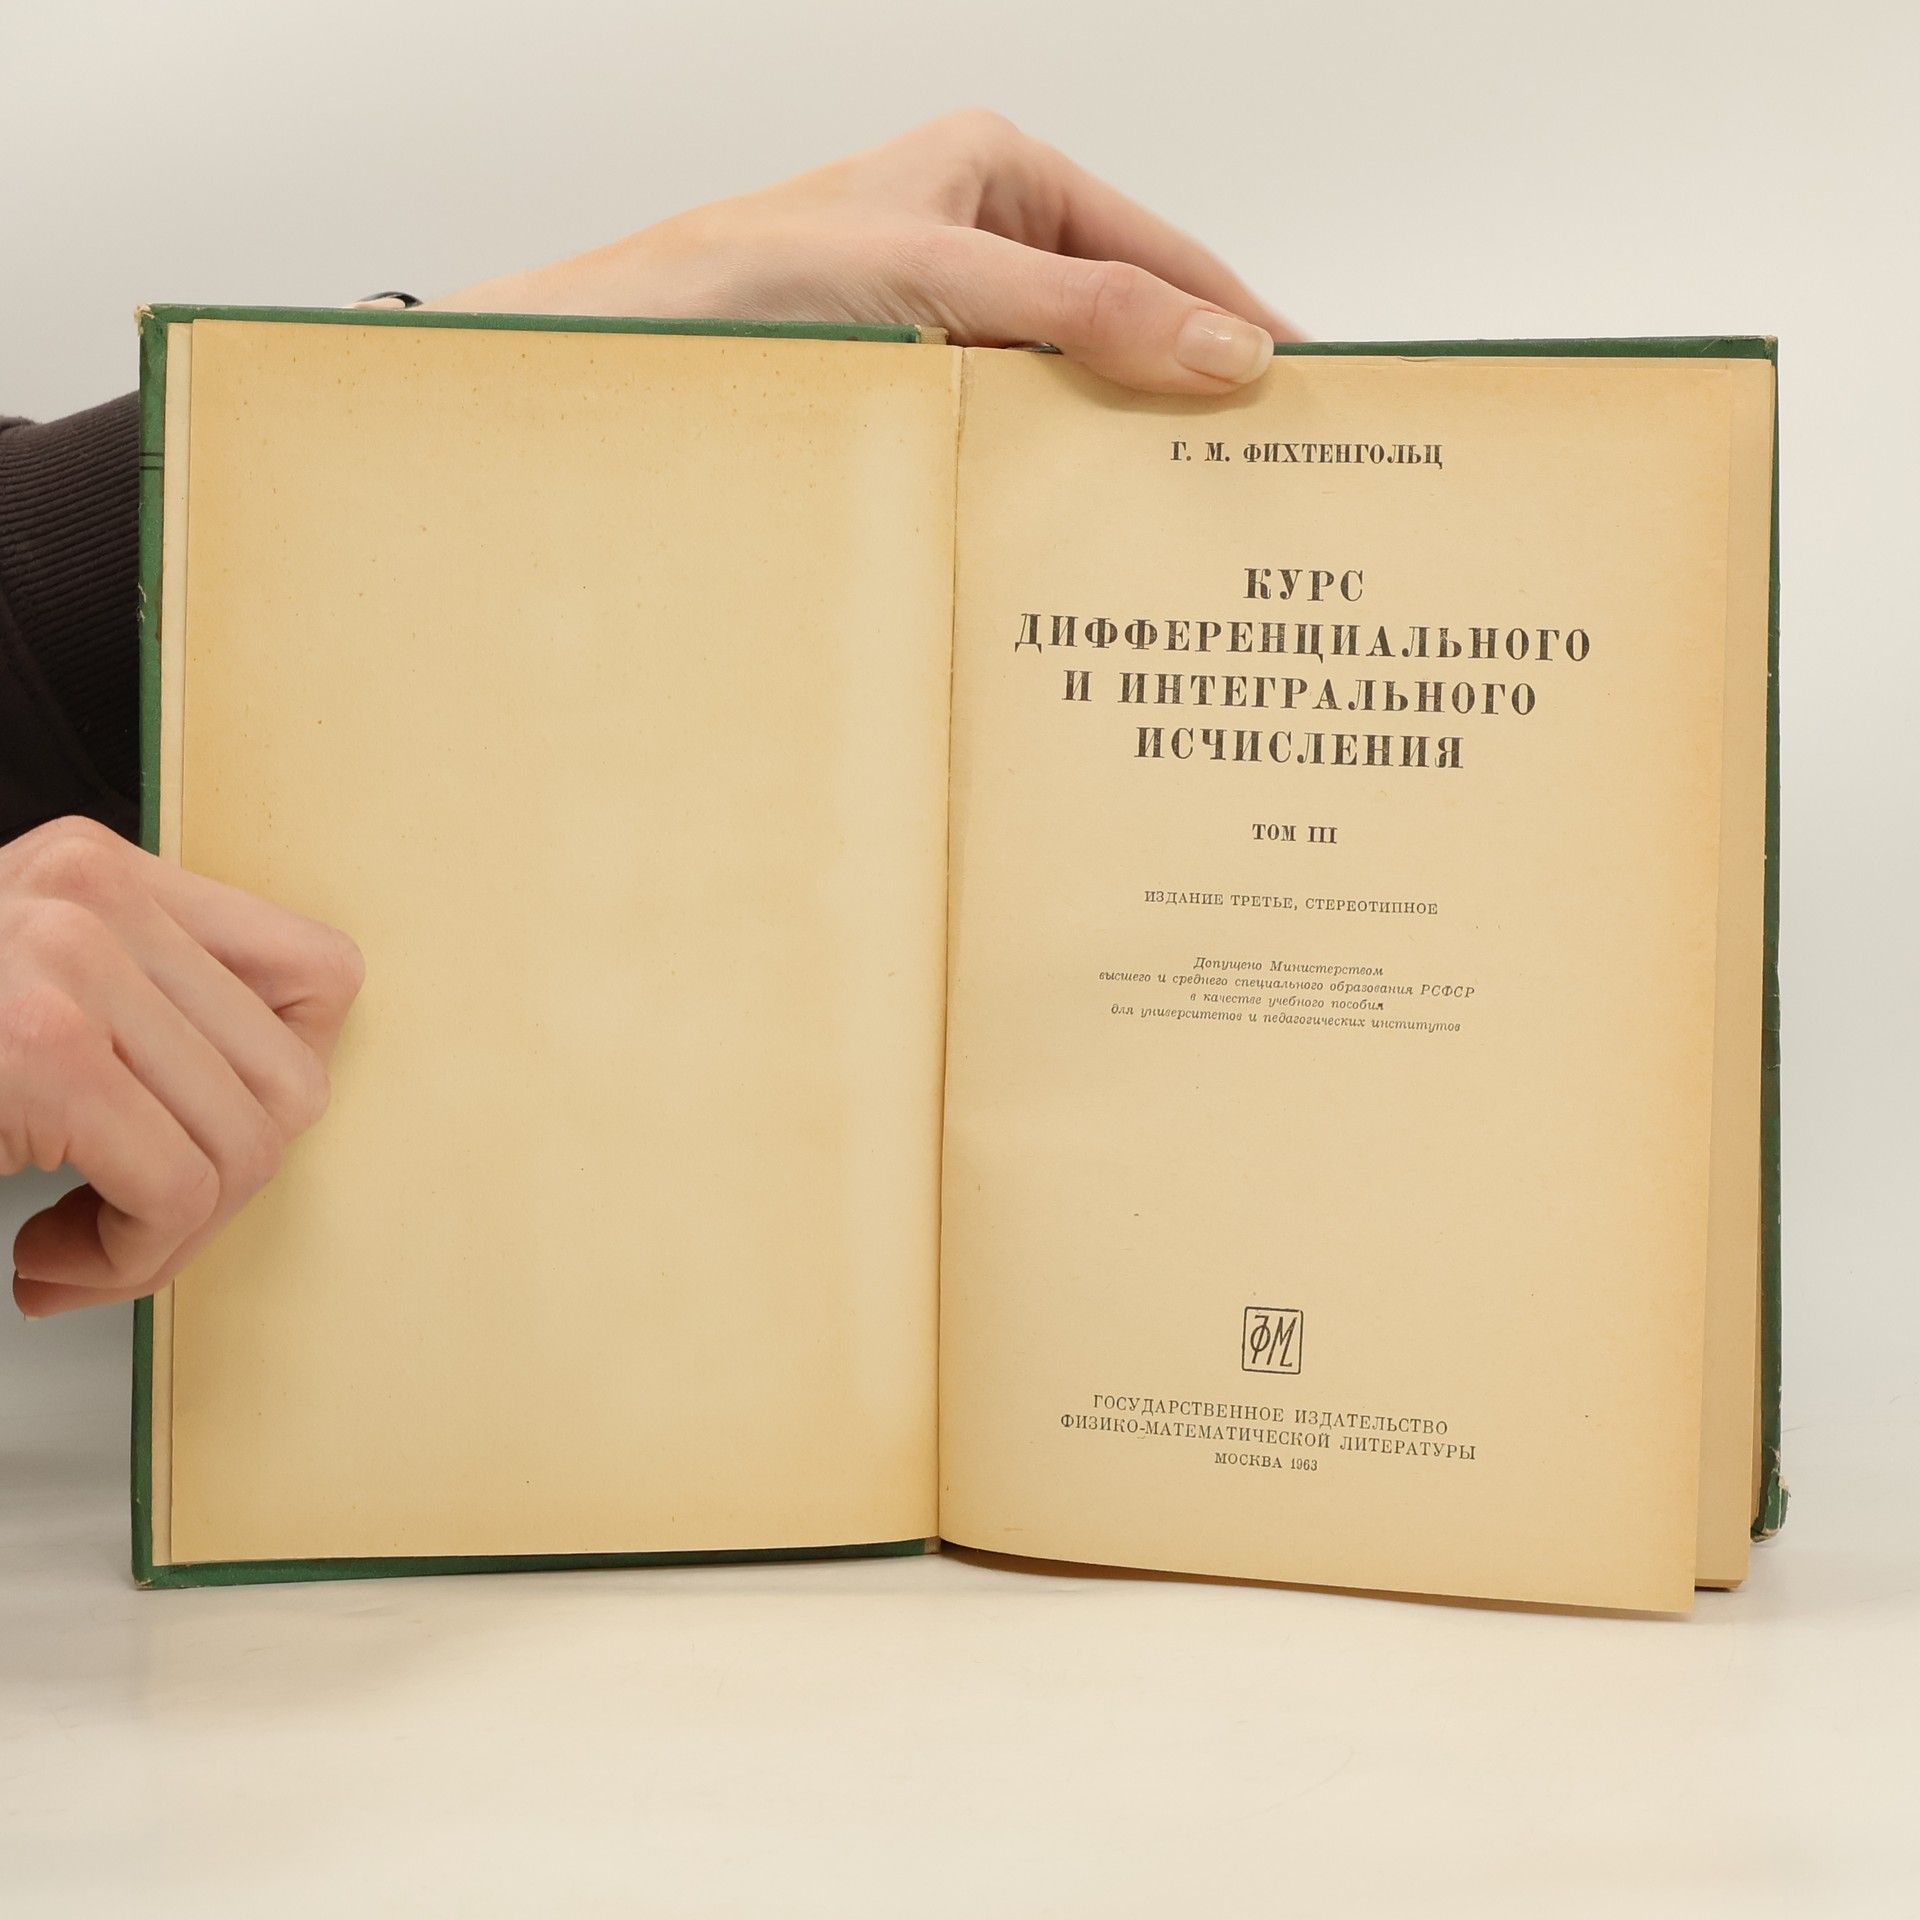 Г. М. ФИХТЕНГОЛЬЦ
КУРС
ДИФФЕРЕНЦИАЛЬНОГО
И ИНТЕГРАЛЬНОГО
ИСЧИСЛЕНИЯ
ТОМ III
ИЗДАНИЕ ТРЕТЬЕ, СТЕРЕОТИПНОЕ
Допущено Министерством
высшего и среднего специального образования РСФСР
в качестве учебного пособия
для университетов и педагогических институтов
ФМ
ГОСУДАРСТВЕННОЕ ИЗДАТЕЛЬСТВО
ФИЗИКО-МАТЕМАТИЧЕСКОЙ ЛИТЕРАТУРЫ
МОСКВА 1963